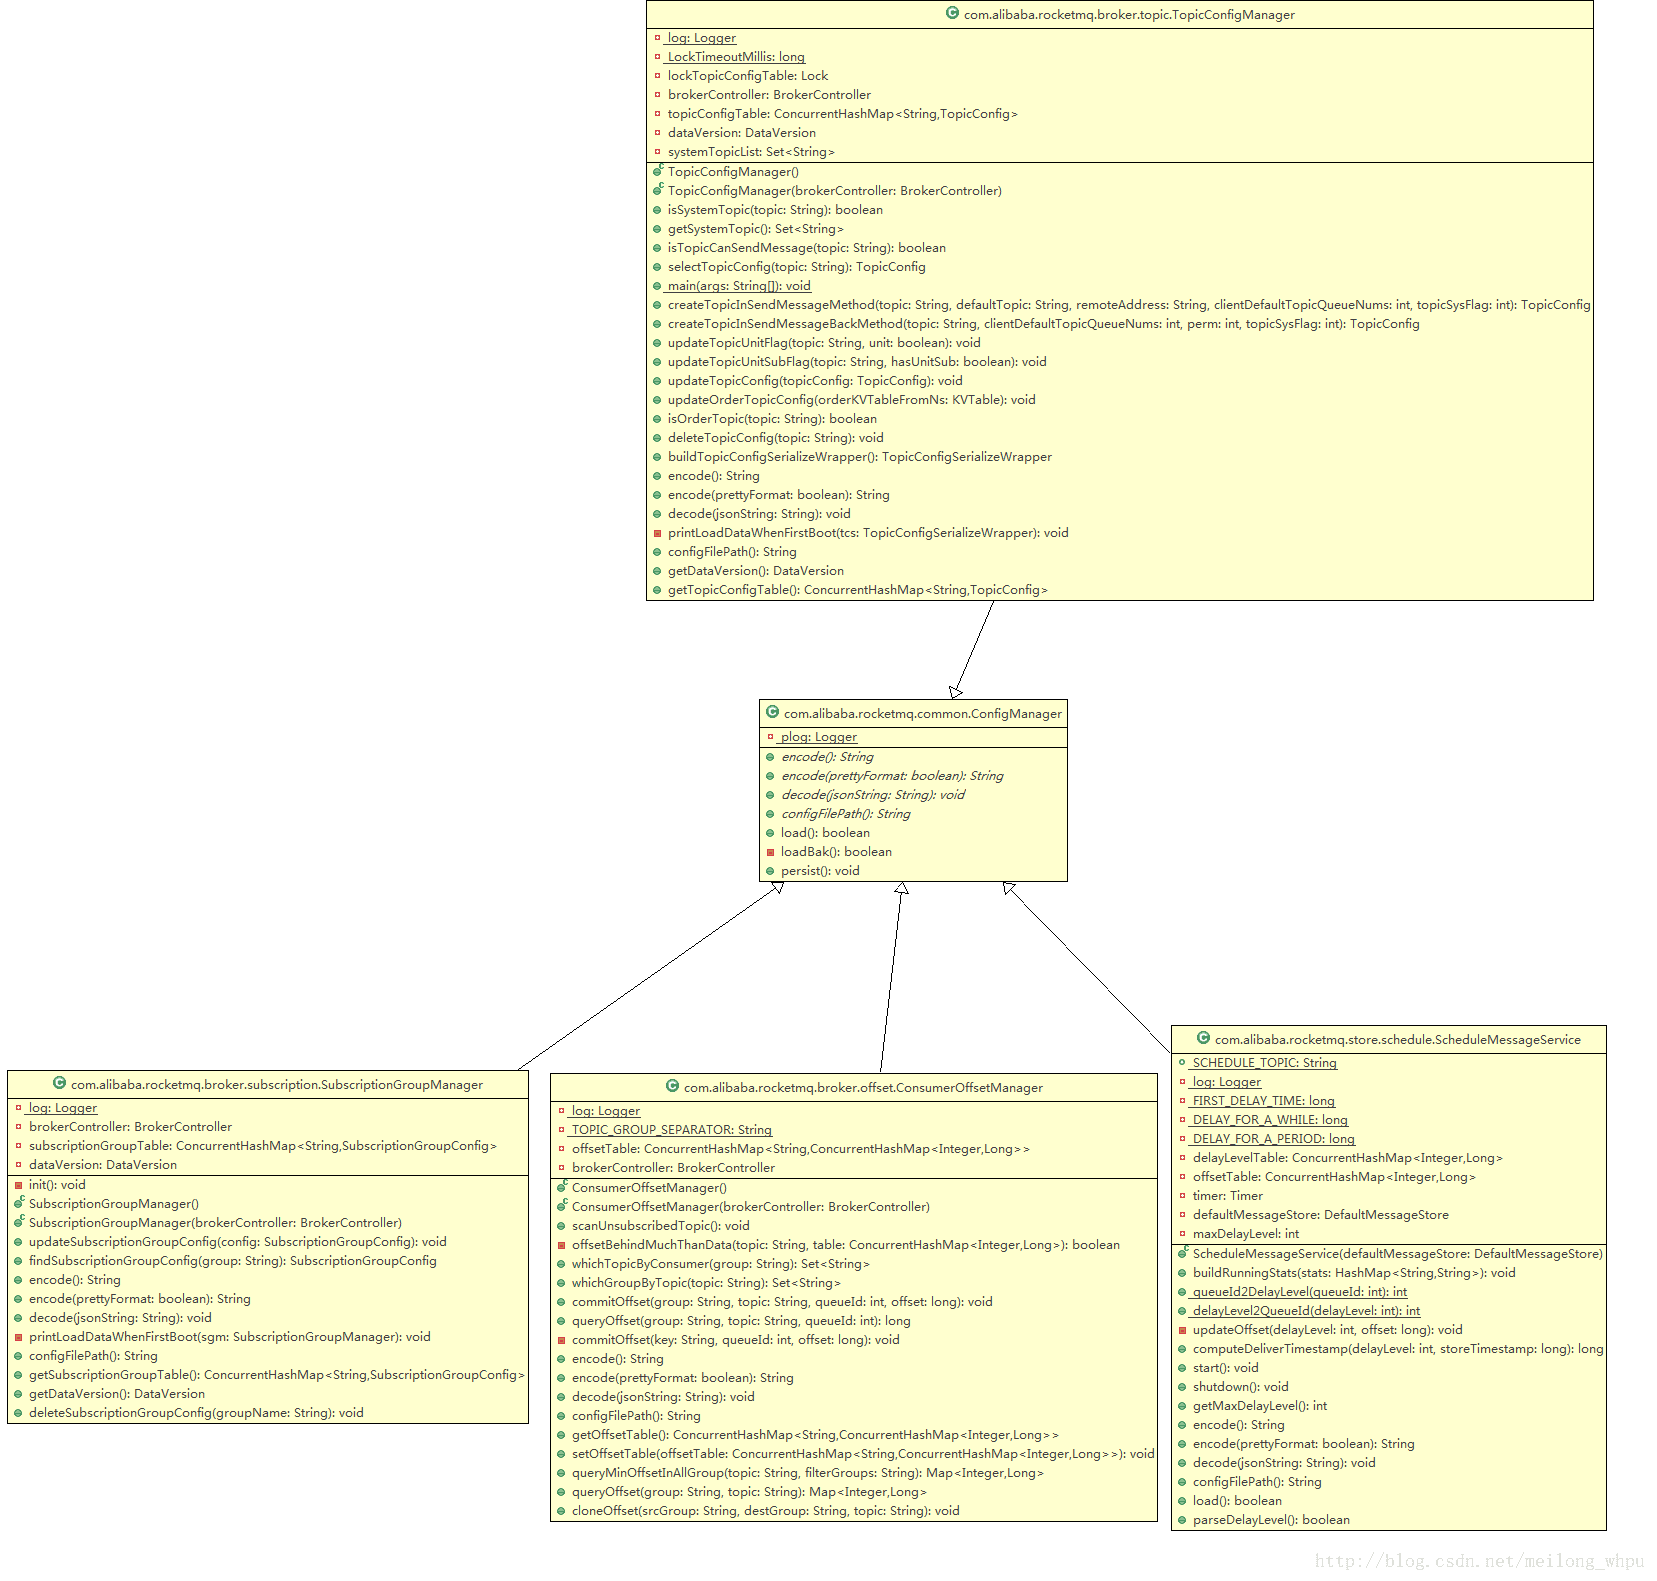 com.alibaba.rocketmq.broker.topic.TopicConfigManager
log: Logger
LockTimeoutMillis: long
lockTopicConfigTable: Lock
brokerController: BrokerController
topicConfigTable: ConcurrentHashMap<String,TopicConfig>
dataVersion: DataVersion
systemTopicList: Set<String>
TopicConfigManager()
TopicConfigManager(brokerController: BrokerController)
isSystemTopic(topic: String): boolean
getSystemTopic(): Set<String>
isTopicCanSendMessage(topic: String): boolean
selectTopicConfig(topic: String): TopicConfig
main(args: String[]): void
createTopicInSendMessageMethod(topic: String, defaultTopic: String, remoteAddress: String, clientDefaultTopicQueueNums: int, topicSysFlag: int): TopicConfig
createTopicInSendMessageBackMethod(topic: String, clientDefaultTopicQueueNums: int, perm: int, topicSysFlag: int): TopicConfig
updateTopicUnitFlag(topic: String, unit: boolean): void
updateTopicUnitSubFlag(topic: String, hasUnitSub: boolean): void
updateTopicConfig(topicConfig: TopicConfig): void
updateOrderTopicConfig(orderKVTableFromNs: KVTable): void
isOrderTopic(topic: String): boolean
deleteTopicConfig(topic: String): void
buildTopicConfigSerializeWrapper(): TopicConfigSerializeWrapper
encode(): String
encode(prettyFormat: boolean): String
decode(jsonString: String): void
printLoadDataWhenFirstBoot(tcs: TopicConfigSerializeWrapper): void
configFilePath(): String
getDataVersion(): DataVersion
getTopicConfigTable(): ConcurrentHashMap<String,TopicConfig>
com.alibaba.rocketmq.common.ConfigManager
plog: Logger
encode(): String
encode(prettyFormat: boolean): String
decode(jsonString: String): void
configFilePath(): String
load(): boolean
loadBak(): boolean
persist(): void
com.alibaba.rocketmq.broker.subscription.SubscriptionGroupManager
log: Logger
brokerController: BrokerController
subscriptionGroupTable: ConcurrentHashMap<String,SubscriptionGroupConfig>
dataVersion: DataVersion
init(): void
SubscriptionGroupManager()
SubscriptionGroupManager(brokerController: BrokerController)
updateSubscriptionGroupConfig(config: SubscriptionGroupConfig): void
findSubscriptionGroupConfig(group: String): SubscriptionGroupConfig
encode(): String
encode(prettyFormat: boolean): String
decode(jsonString: String): void
printLoadDataWhenFirstBoot(sgm: SubscriptionGroupManager): void
configFilePath(): String
getSubscriptionGroupTable(): ConcurrentHashMap<String,SubscriptionGroupConfig>
getDataVersion(): DataVersion
deleteSubscriptionGroupConfig(groupName: String): void
com.alibaba.rocketmq.broker.offset.ConsumerOffsetManager
log: Logger
TOPIC_GROUP_SEPARATOR: String
offsetTable: ConcurrentHashMap<String,ConcurrentHashMap<Integer,Long>>
brokerController: BrokerController
ConsumerOffsetManager()
ConsumerOffsetManager(brokerController: BrokerController)
scanUnsubscribedTopic(): void
offsetBehindMuchThanData(topic: String, table: ConcurrentHashMap<Integer,Long>): boolean
whichTopicByConsumer(group: String): Set<String>
whichGroupByTopic(topic: String): Set<String>
commitOffset(group: String, topic: String, queueId: int, offset: long): void
queryOffset(group: String, topic: String, queueId: int): long
commitOffset(key: String, queueId: int, offset: long): void
encode(): String
encode(prettyFormat: boolean): String
decode(jsonString: String): void
configFilePath(): String
getOffsetTable(): ConcurrentHashMap<String,ConcurrentHashMap<Integer,Long>>
setOffsetTable(offsetTable: ConcurrentHashMap<String,ConcurrentHashMap<Integer,Long>>): void
queryMinOffsetInAllGroup(topic: String, filterGroups: String): Map<Integer,Long>
queryOffset(group: String, topic: String): Map<Integer,Long>
cloneOffset(srcGroup: String, destGroup: String, topic: String): void
com.alibaba.rocketmq.store.schedule.ScheduleMessageService
SCHEDULE_TOPIC: String
log: Logger
FIRST_DELAY_TIME: long
DELAY_FOR_A_WHILE: long
DELAY_FOR_A_PERIOD: long
delayLevelTable: ConcurrentHashMap<Integer,Long>
offsetTable: ConcurrentHashMap<Integer,Long>
timer: Timer
defaultMessageStore: DefaultMessageStore
maxDelayLevel: int
ScheduleMessageService(defaultMessageStore: DefaultMessageStore)
buildRunningStats(stats: HashMap<String,String>): void
queueId2DelayLevel(queueId: int): int
delayLevel2QueueId(delayLevel: int): int
updateOffset(delayLevel: int, offset: long): void
computeDeliverTimestamp(delayLevel: int, storeTimestamp: long): long
start(): void
shutdown(): void
getMaxDelayLevel(): int
encode(): String
encode(prettyFormat: boolean): String
decode(jsonString: String): void
configFilePath(): String
load(): boolean
parseDelayLevel(): boolean
http://blog.csdn.net/meilong_whpu